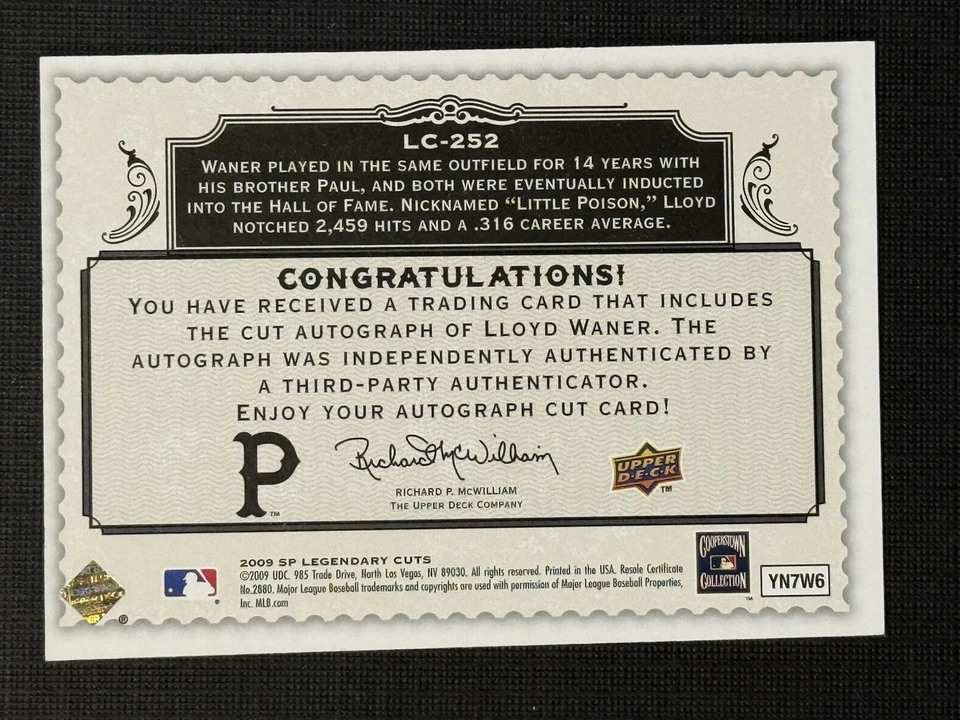 LC-252
WANER PLAYED IN THE SAME OUTFIELD FOR 14 YEARS WITH
HIS BROTHER PAUL, AND BOTH WERE EVENTUALLY INDUCTED
INTO THE HALL OF FAME. NICKNAMED “LITTLE POISON,” LLOYD
NOTCHED 2,459 HITS AND A .316 CAREER AVERAGE.
CONGRATULATIONS!
YOU HAVE RECEIVED A TRADING CARD THAT INCLUDES
THE CUT AUTOGRAPH OF LLOYD WANER. THE
AUTOGRAPH WAS INDEPENDENTLY AUTHENTICATED BY
A THIRD-PARTY AUTHENTICATOR.
ENJOY YOUR AUTOGRAPH CUT CARD!
P
TM
Richard McWilliam
RICHARD P. MCWILLIAM
THE UPPER DECK COMPANY
UPPER
D·E·C·K
TM
2009 SP LEGENDARY CUTS
©2009 UDC. 985 Trade Drive, North Las Vegas, NV 89030. All rights reserved. Printed in the USA. Resale Certificate
No.2880. Major League Baseball trademarks and copyrights are used with permission of Major League Baseball Properties,
Inc. MLB.com
®
COOPERSTOWN
COLLECTION
TM
YN7W6